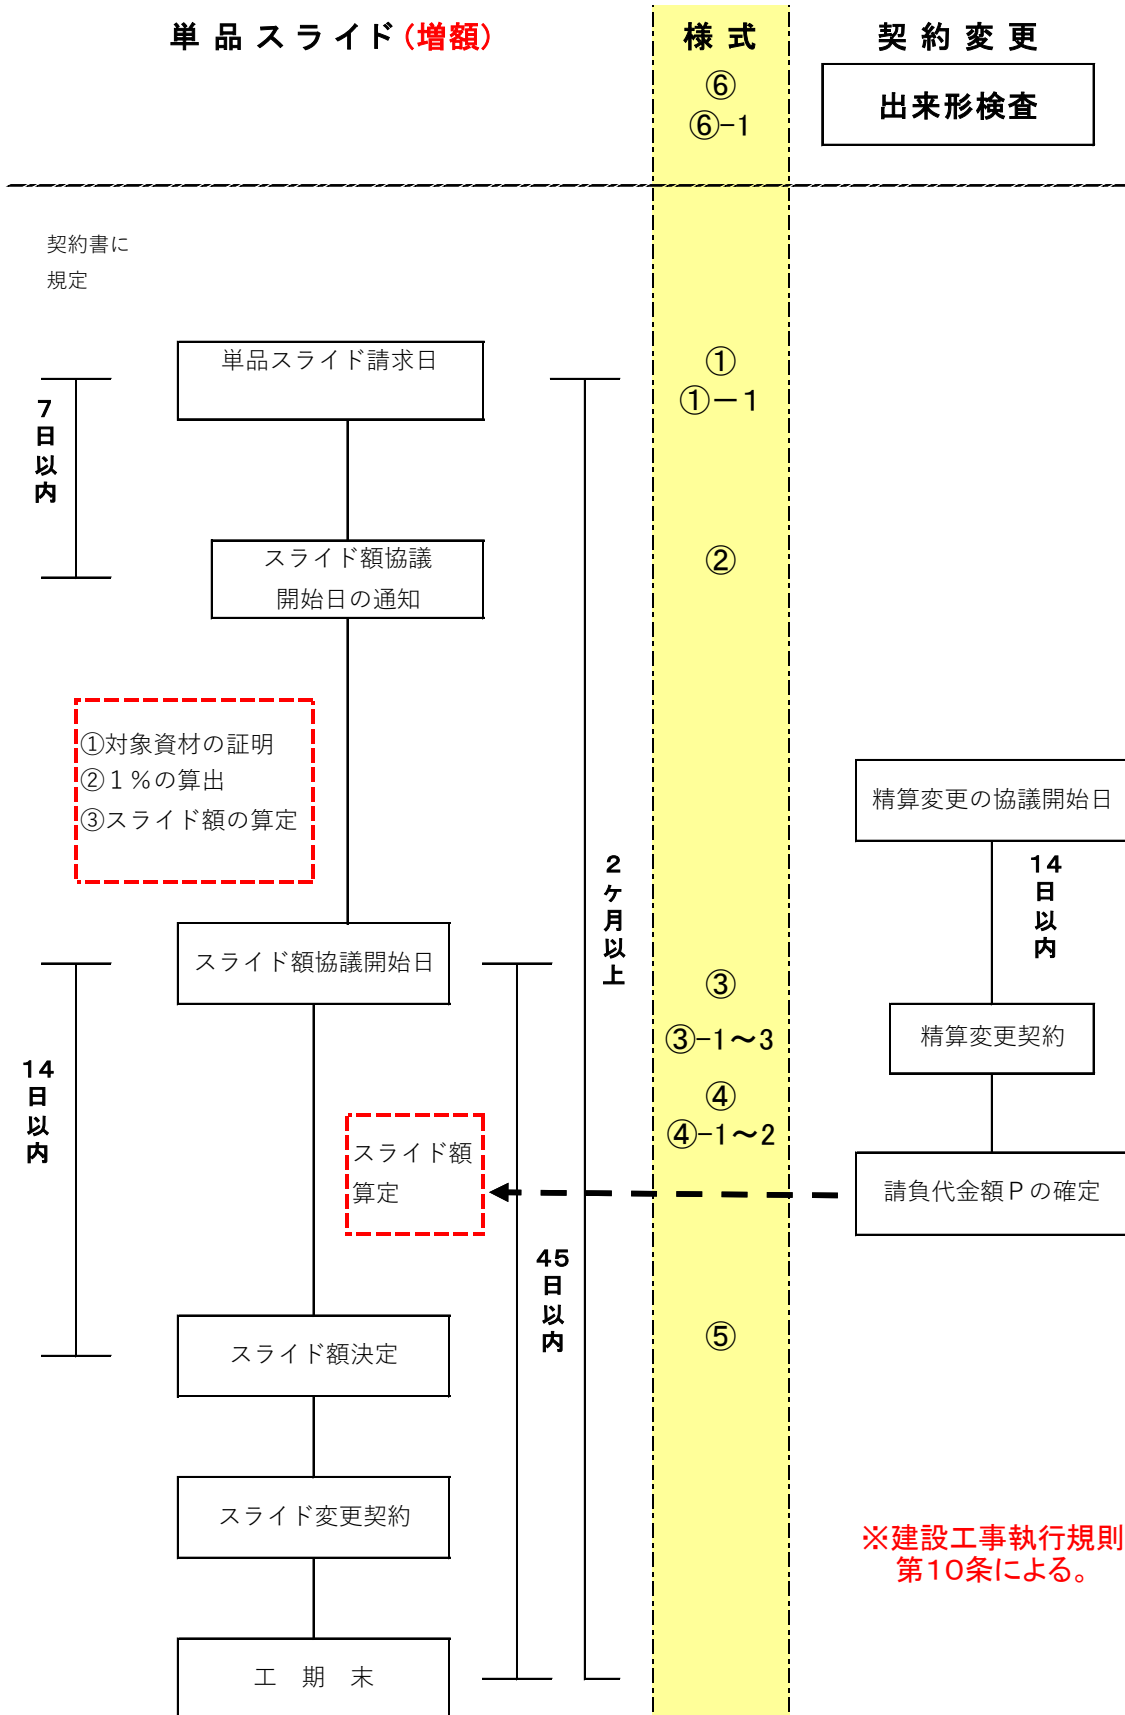 単品スライド(増額)
様式
契約変更
⑥
⑥-1
出来形検査
契約書に
規定
単品スライド請求日
①
①－1
7日以内
スライド額協議
開始日の通知
②
①対象資材の証明
②１％の算出
③スライド額の算定
精算変更の協議開始日
14日以内
2ヶ月以上
スライド額協議開始日
③
③-1～3
精算変更契約
14日以内
④
④-1～2
スライド額
算定
請負代金額Ｐの確定
45日以内
スライド額決定
⑤
スライド変更契約
※建設工事執行規則
第10条による。
工 期 末